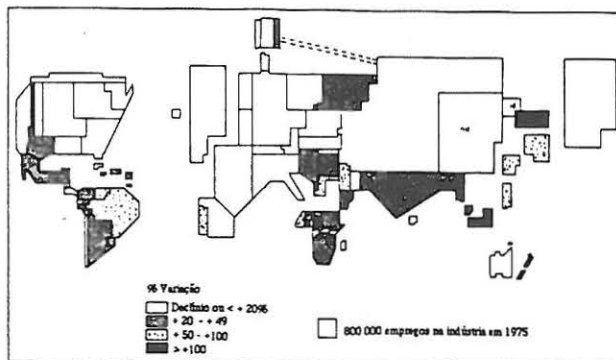 % Variação
Declínio ou < + 20%
+ 20 - + 49
+ 50 - +100
> +100
800 000 empregos na indústria em 1975